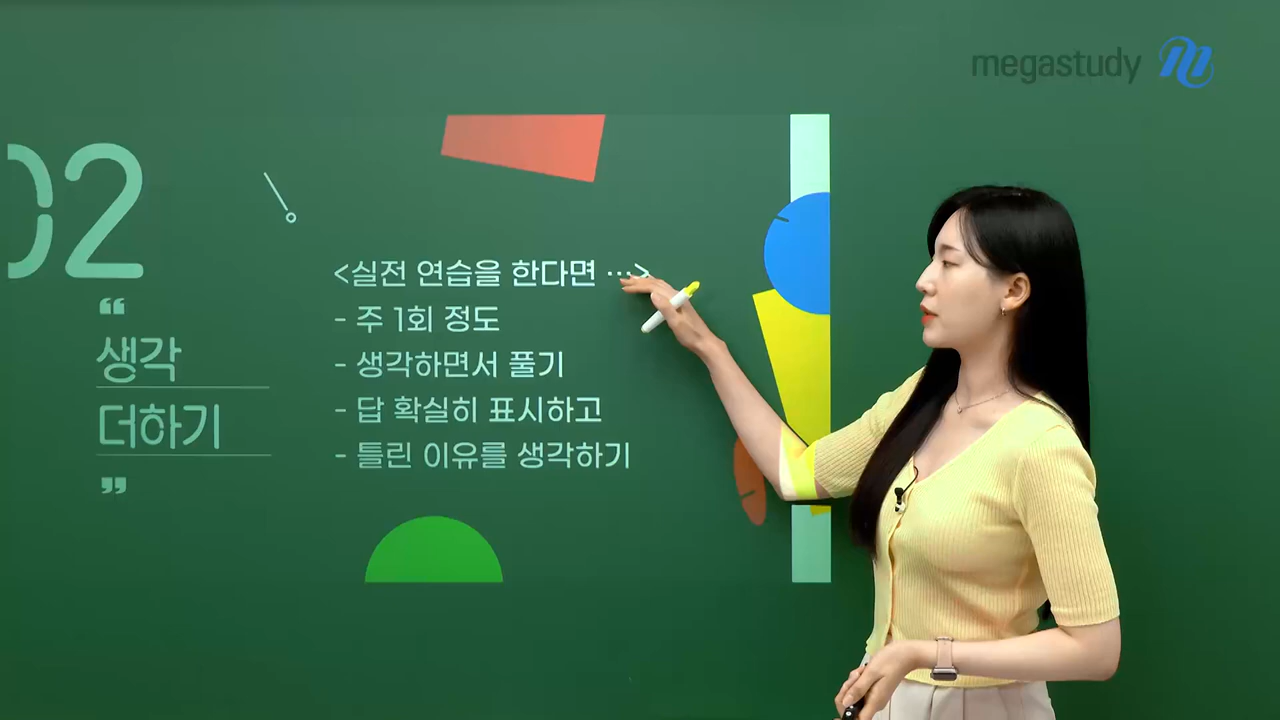 megastudy
02
“
생각
더하기
”
<실전 연습을 한다면 …>
- 주 1회 정도
- 생각하면서 풀기
- 답 확실히 표시하고
- 틀린 이유를 생각하기